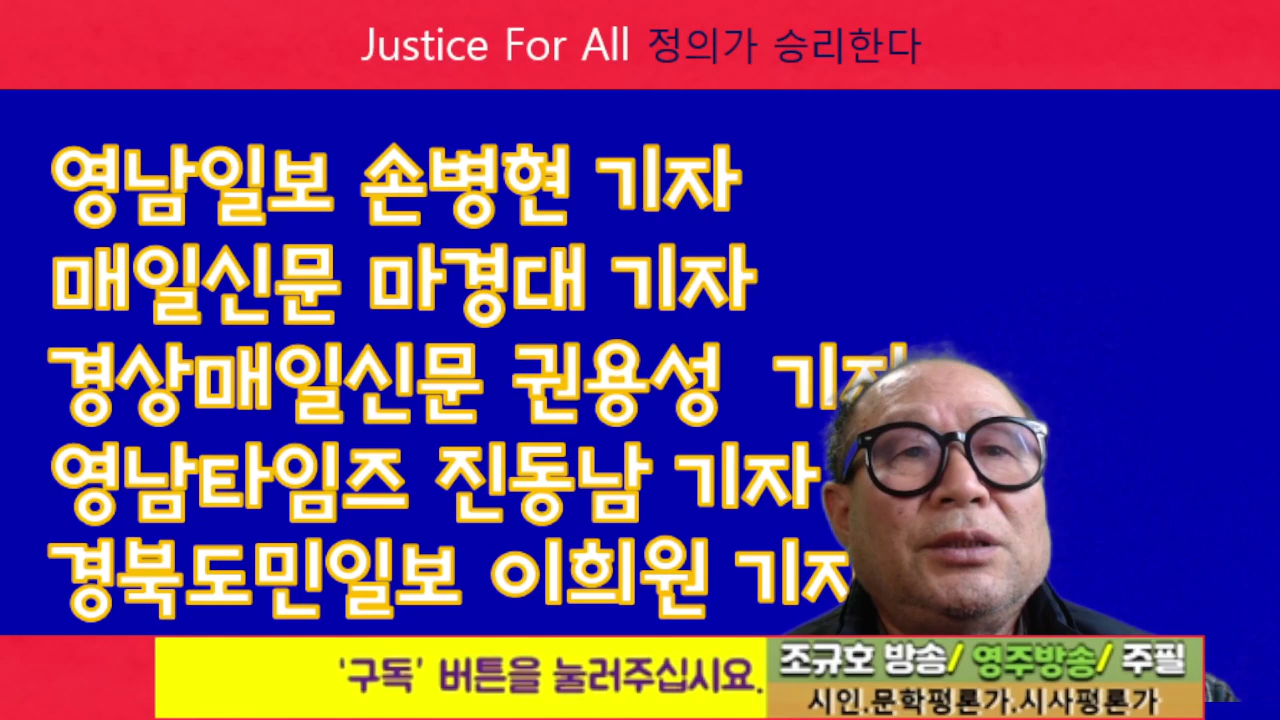 Justice For All 정의가 승리한다
영남일보 손병현 기자
매일신문 마경대 기자
경상매일신문 권용성 기자
영남타임즈 진동남 기자
경북도민일보 이희원 기자
'구독' 버튼을 눌러주십시요.
조규호 방송/ 영주방송/ 주필
시인.문학평론가.시사평론가